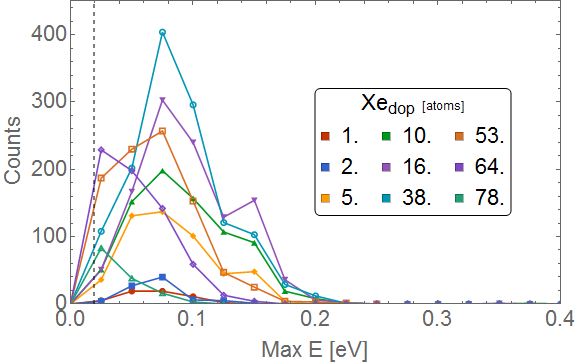 400
300
200
100
0
Counts
Xe_dop [atoms]
1. 10. 53.
2. 16. 64.
5. 38. 78.
0.0 0.1 0.2 0.3 0.4
Max E [eV]